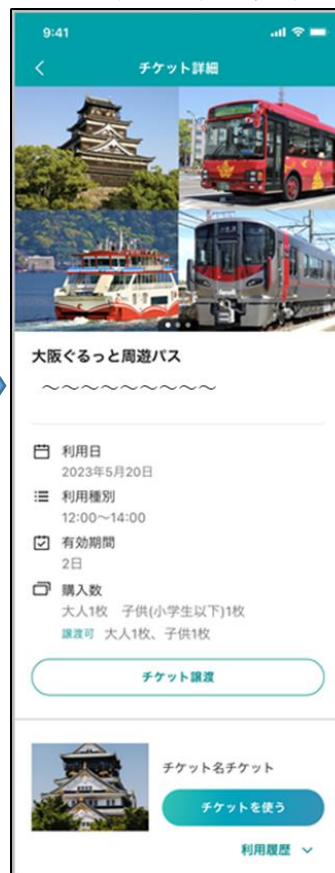 9:41
チケット詳細
大阪ぐるっと周遊パス
～～～～～～～～～
利用日
2023年5月20日
利用種別
12:00～14:00
有効期間
2日
購入数
大人1枚 子供(小学生以下)1枚
譲渡可 大人1枚、子供1枚
チケット譲渡
チケット名チケット
チケットを使う
利用履歴